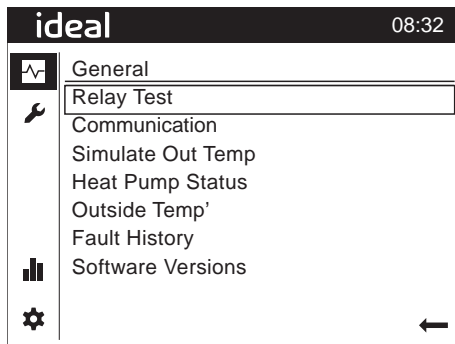 ideal 08:32
General
Relay Test
Communication
Simulate Out Temp
Heat Pump Status
Outside Temp'
Fault History
Software Versions